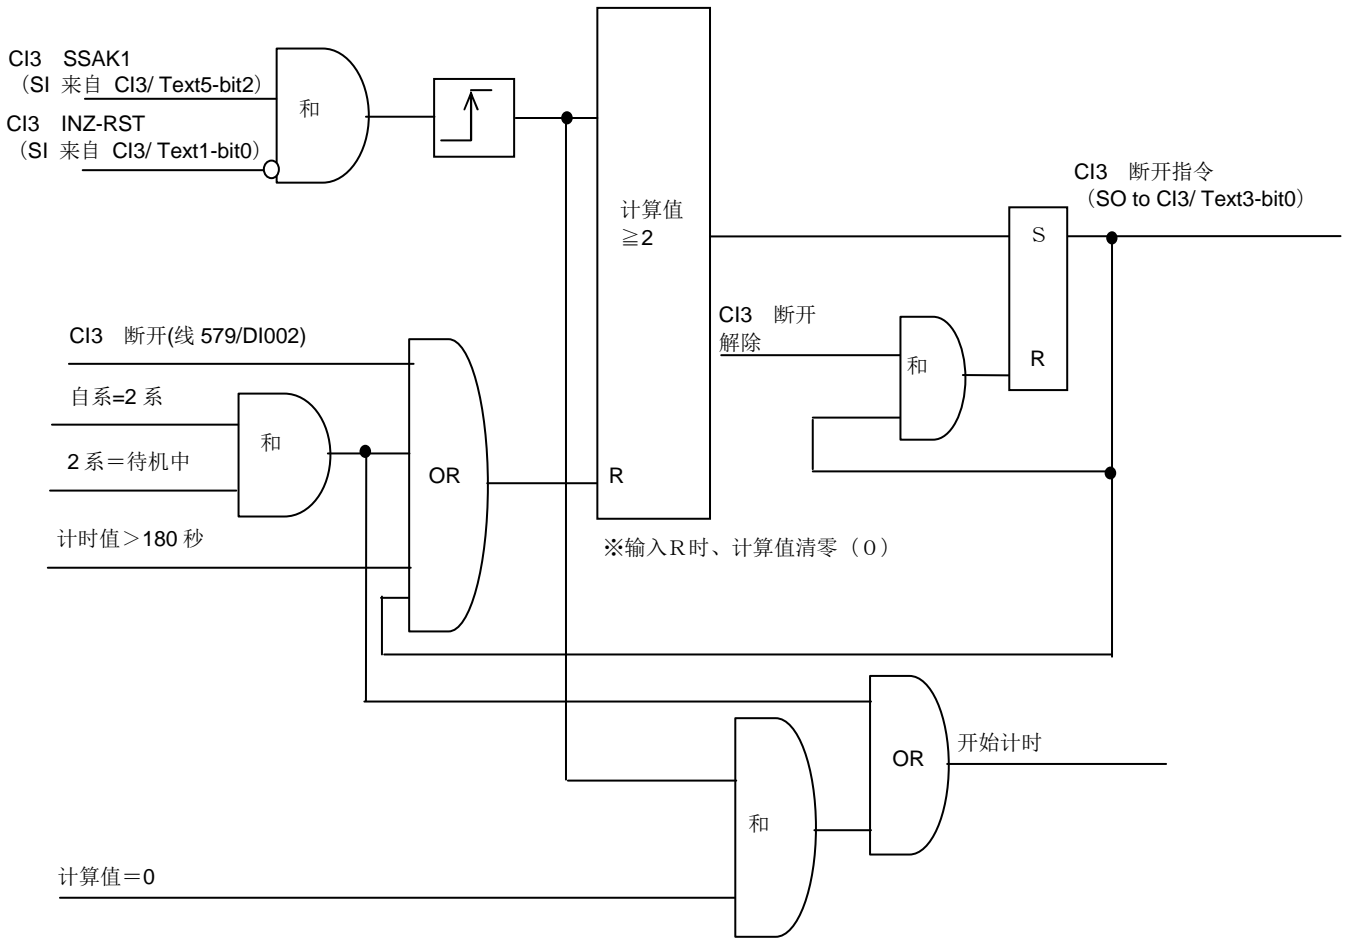 CI3 SSAK1
（SI 来自 CI3/ Text5-bit2）
和
CI3 INZ-RST
（SI 来自 CI3/ Text1-bit0）
计算值
≧2
CI3 断开指令
（SO to CI3/ Text3-bit0）
S
CI3 断开
解除
和
R
CI3 断开(线 579/DI002)
自系=2 系
和
2 系＝待机中
OR
R
计时值＞180 秒
※输入R时、计算值清零（0）
开始计时
OR
和
计算值＝0